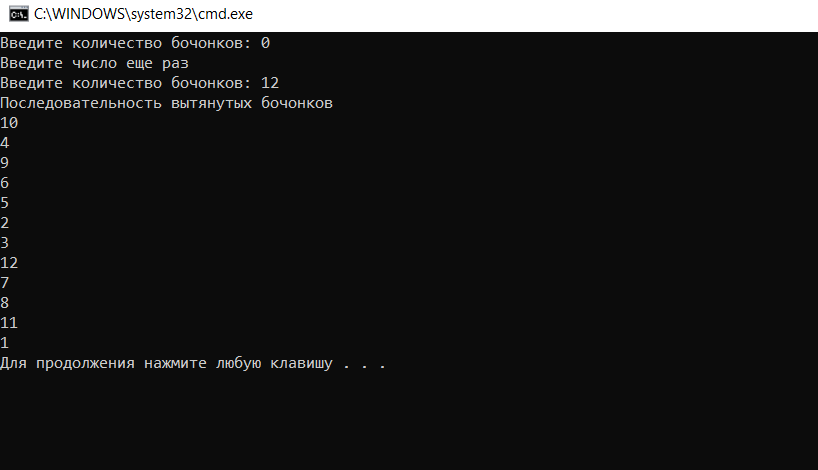 C:\WINDOWS\system32\cmd.exe
Введите количество бочонков: 0
Введите число еще раз
Введите количество бочонков: 12
Последовательность вытянутых бочонков
10
4
9
6
5
2
3
12
7
8
11
1
Для продолжения нажмите любую клавишу . . .